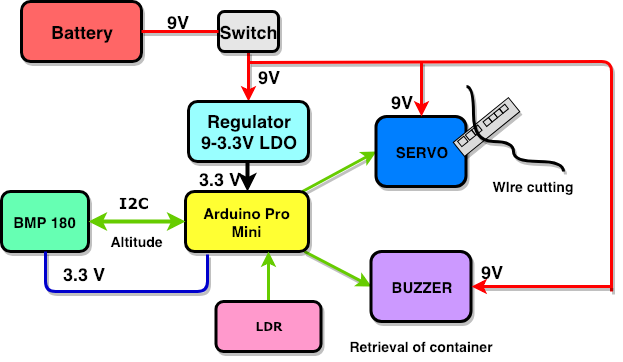 Battery
9V
Switch
9V
Regulator
9-3.3V LDO
9V
SERVO
WIre cutting
3.3 V
Arduino Pro
Mini
I2C
Altitude
BMP 180
3.3 V
LDR
BUZZER
9V
Retrieval of container